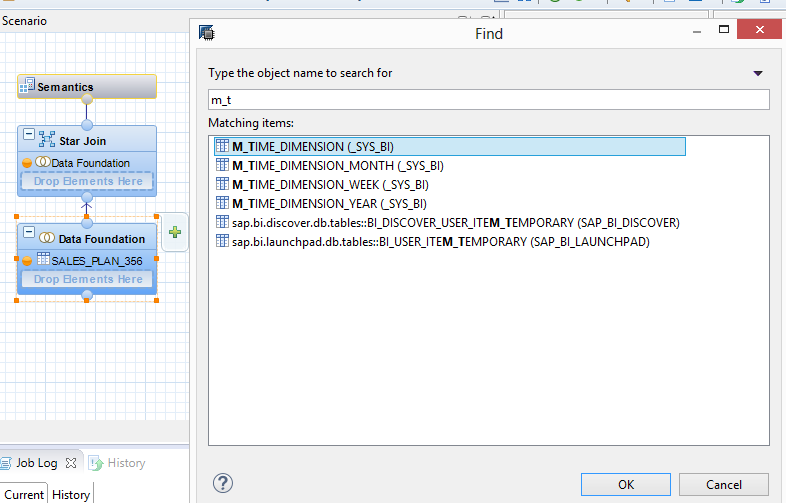 Scenario
Semantics
Star Join
Data Foundation
Drop Elements Here
Data Foundation
SALES_PLAN_366
Drop Elements Here
Job Log
History
Current
History
Find
Type the object name to search for
m_t
Matching items:
M_TIME_DIMENSION (_SYS_BI)
M_TIME_DIMENSION_MONTH (_SYS_BI)
M_TIME_DIMENSION_WEEK (_SYS_BI)
M_TIME_DIMENSION_YEAR (_SYS_BI)
sap.bi.discover.db.tables::BI_DISCOVER_USER_ITEM_TEMPORARY (SAP_BI_DISCOVER)
sap.bi.launchpad.db.tables::BI_USER_ITEM_TEMPORARY (SAP_BI_LAUNCHPAD)
?
OK
Cancel